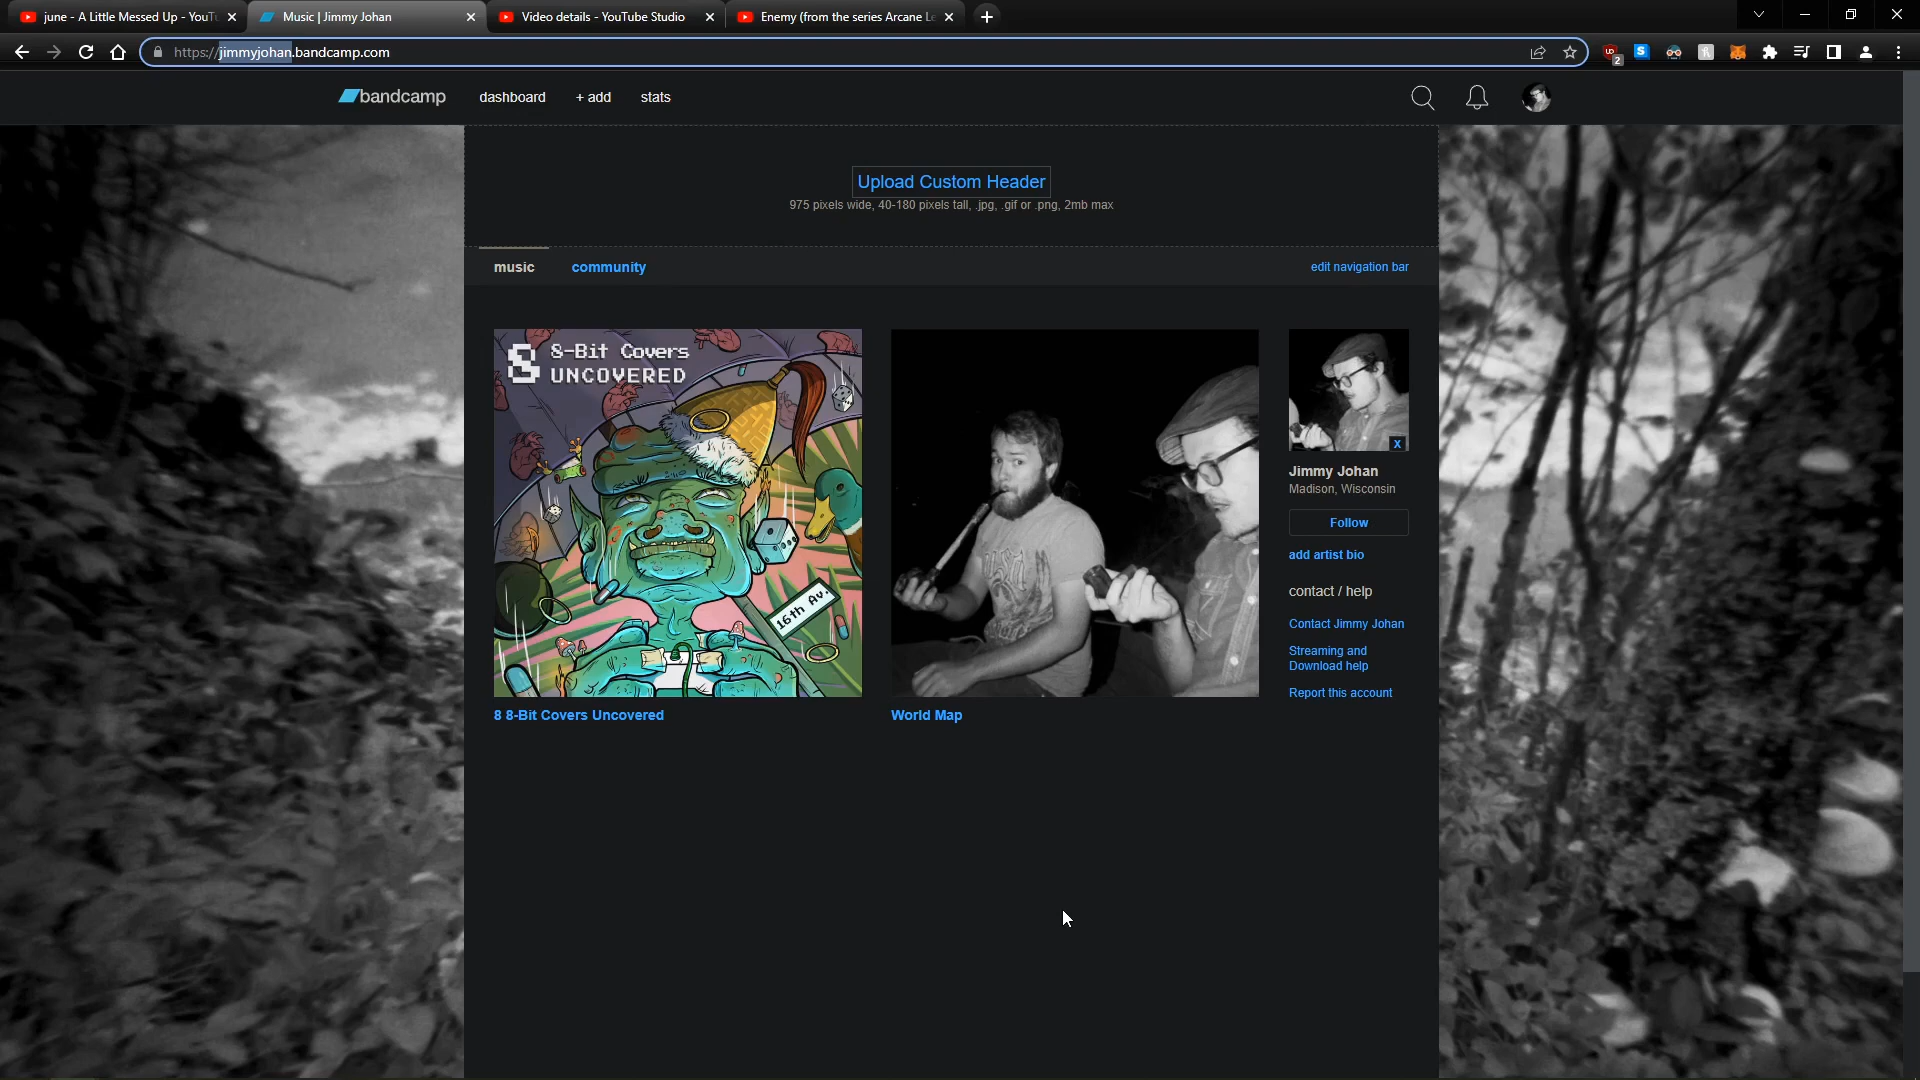 june - A Little Messed Up - YouTu
Music | Jimmy Johan
Video details - YouTube Studio
Enemy (from the series Arcane Le
https://jimmyjohan.bandcamp.com
2
bandcamp
dashboard
+ add
stats
Upload Custom Header
975 pixels wide, 40-180 pixels tall, .jpg, .gif or .png, 2mb max
music
community
edit navigation bar
8 8-Bit Covers
UNCOVERED
16th Av.
x
Jimmy Johan
Madison, Wisconsin
Follow
add artist bio
contact / help
Contact Jimmy Johan
Streaming and
Download help
Report this account
8 8-Bit Covers Uncovered
World Map